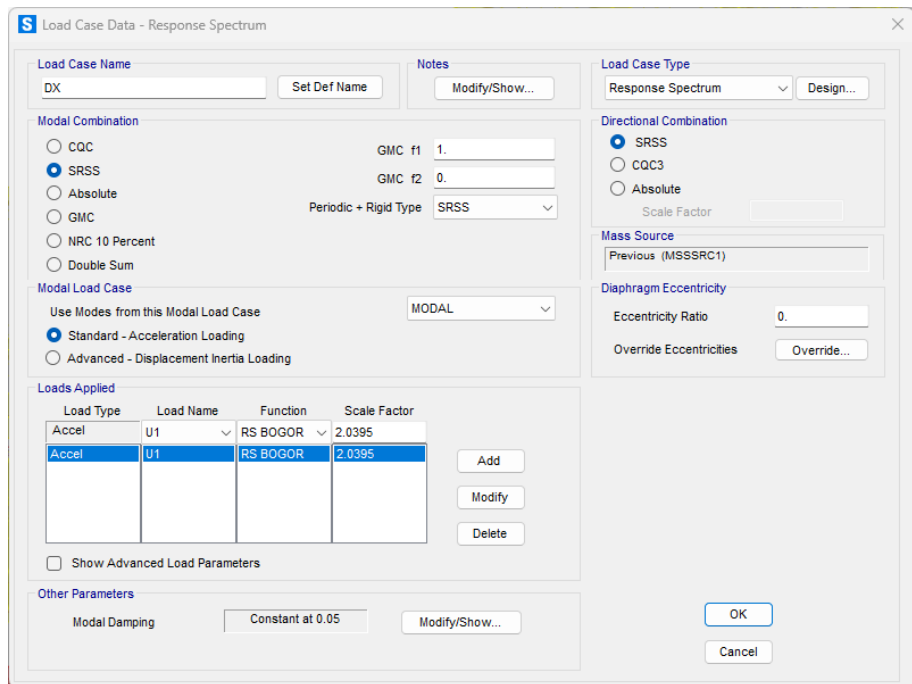 S Load Case Data - Response Spectrum
Load Case Name
DX
Set Def Name
Notes
Modify/Show...
Load Case Type
Response Spectrum
Design...
Modal Combination
CQC
SRSS
Absolute
GMC
NRC 10 Percent
Double Sum
GMC f1 1.
GMC f2 0.
Periodic + Rigid Type SRSS
Directional Combination
SRSS
CQC3
Absolute
Scale Factor
Mass Source
Previous (MSSSRC1)
Modal Load Case
Use Modes from this Modal Load Case MODAL
Standard - Acceleration Loading
Advanced - Displacement Inertia Loading
Diaphragm Eccentricity
Eccentricity Ratio 0.
Override Eccentricities Override...
Loads Applied
Load Type Load Name Function Scale Factor
Accel U1 RS BOGOR 2.0395
Accel U1 RS BOGOR 2.0395
Add
Modify
Delete
Show Advanced Load Parameters
Other Parameters
Modal Damping Constant at 0.05 Modify/Show...
OK
Cancel